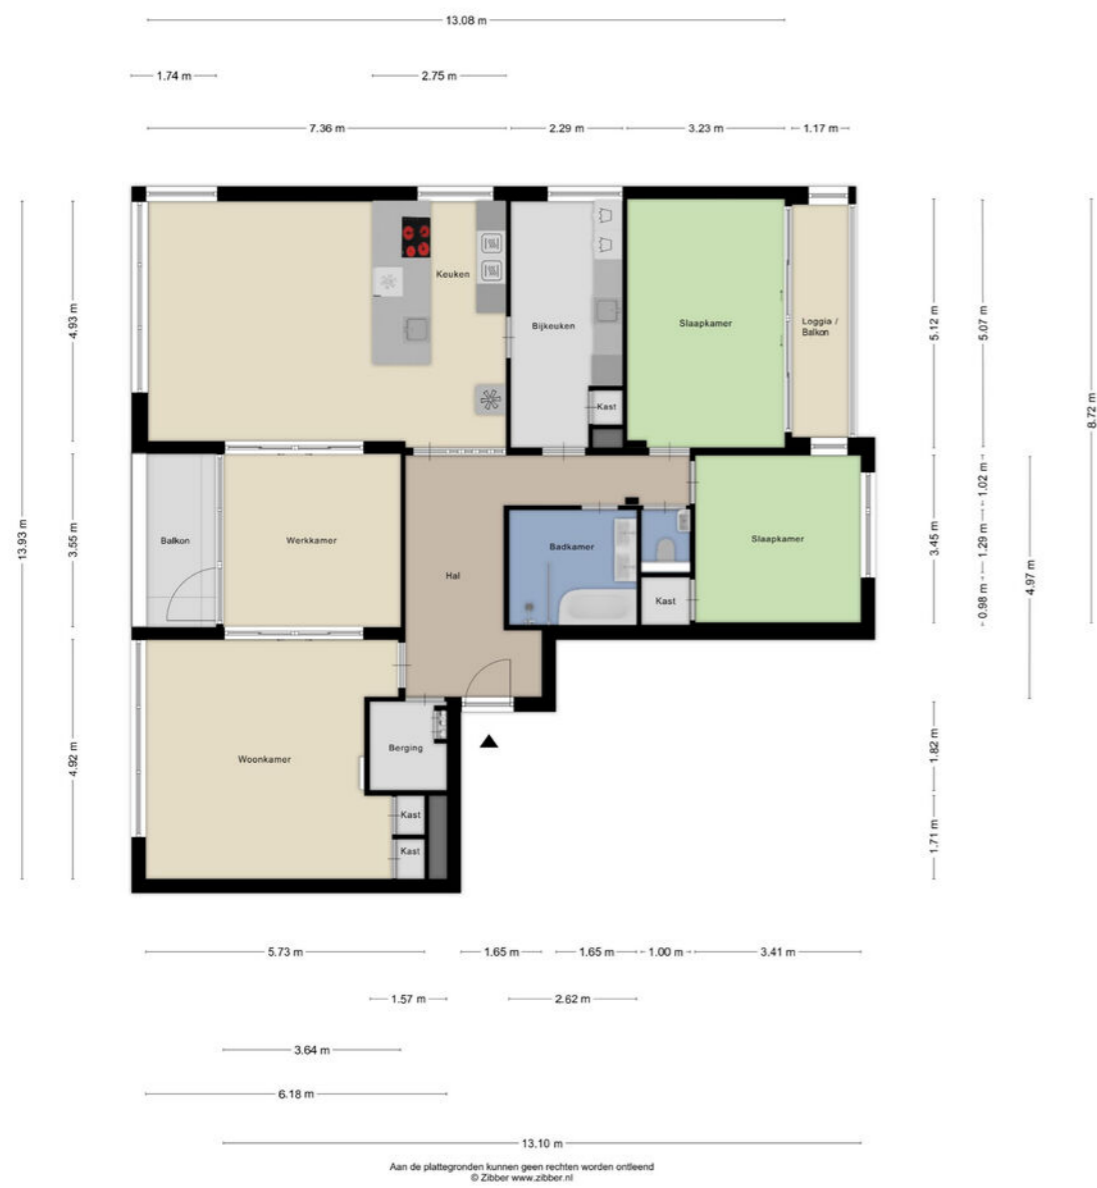 13.08 m
1.74 m
2.75 m
7.36 m
2.29 m
3.23 m
1.17 m
Keuken
Bijkeuken
Slaapkamer
Loggia /
Balkon
Kast
4.93 m
5.12 m
5.07 m
8.72 m
13.93 m
3.55 m
Balkon
Werkkamer
Hal
Badkamer
Kast
Slaapkamer
3.45 m
1.02 m
1.29 m
0.98 m
4.97 m
4.92 m
Woonkamer
Berging
Kast
Kast
1.82 m
1.71 m
5.73 m
1.65 m
1.65 m
1.00 m
3.41 m
1.57 m
2.62 m
3.64 m
6.18 m
13.10 m
Aan de plattegronden kunnen geen rechten worden ontleend
© Zibber www.zibber.nl